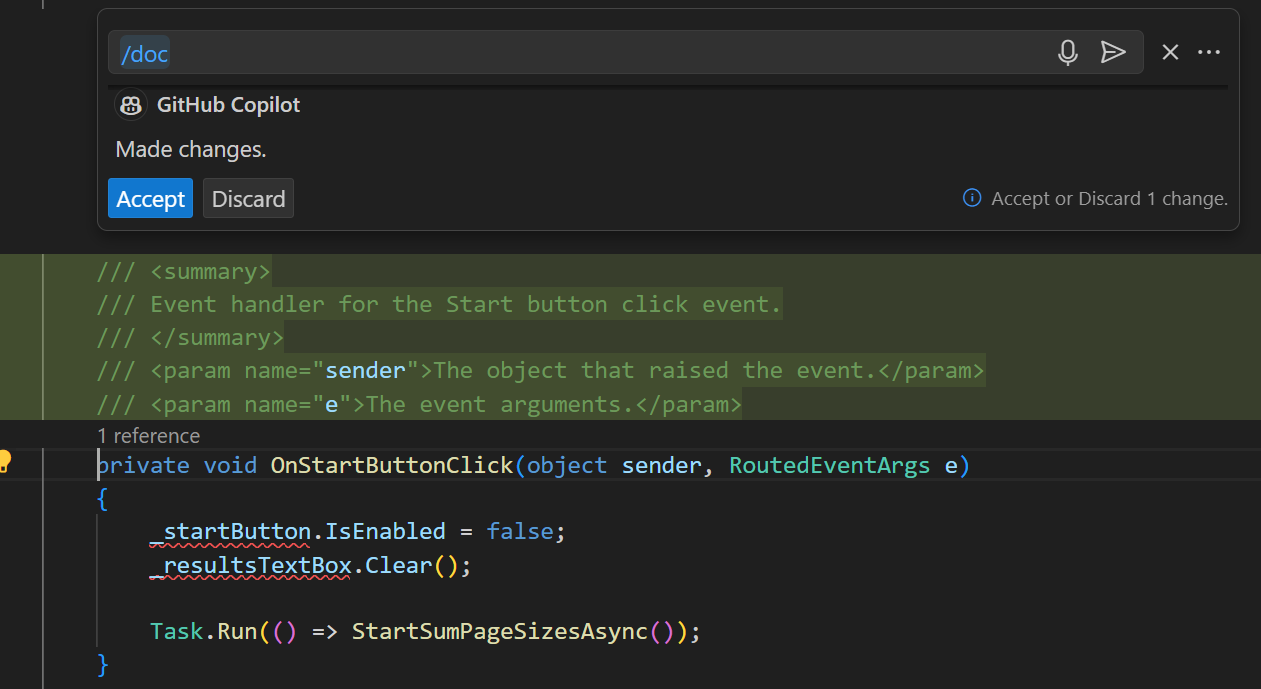 /doc
GitHub Copilot
Made changes.
Accept Discard Accept or Discard 1 change.
/// <summary>
/// Event handler for the Start button click event.
/// </summary>
/// <param name="sender">The object that raised the event.</param>
/// <param name="e">The event arguments.</param>
1 reference
private void OnStartButtonClick(object sender, RoutedEventArgs e)
{
_startButton.IsEnabled = false;
_resultsTextBox.Clear();
Task.Run(() => StartSumPageSizesAsync());
}